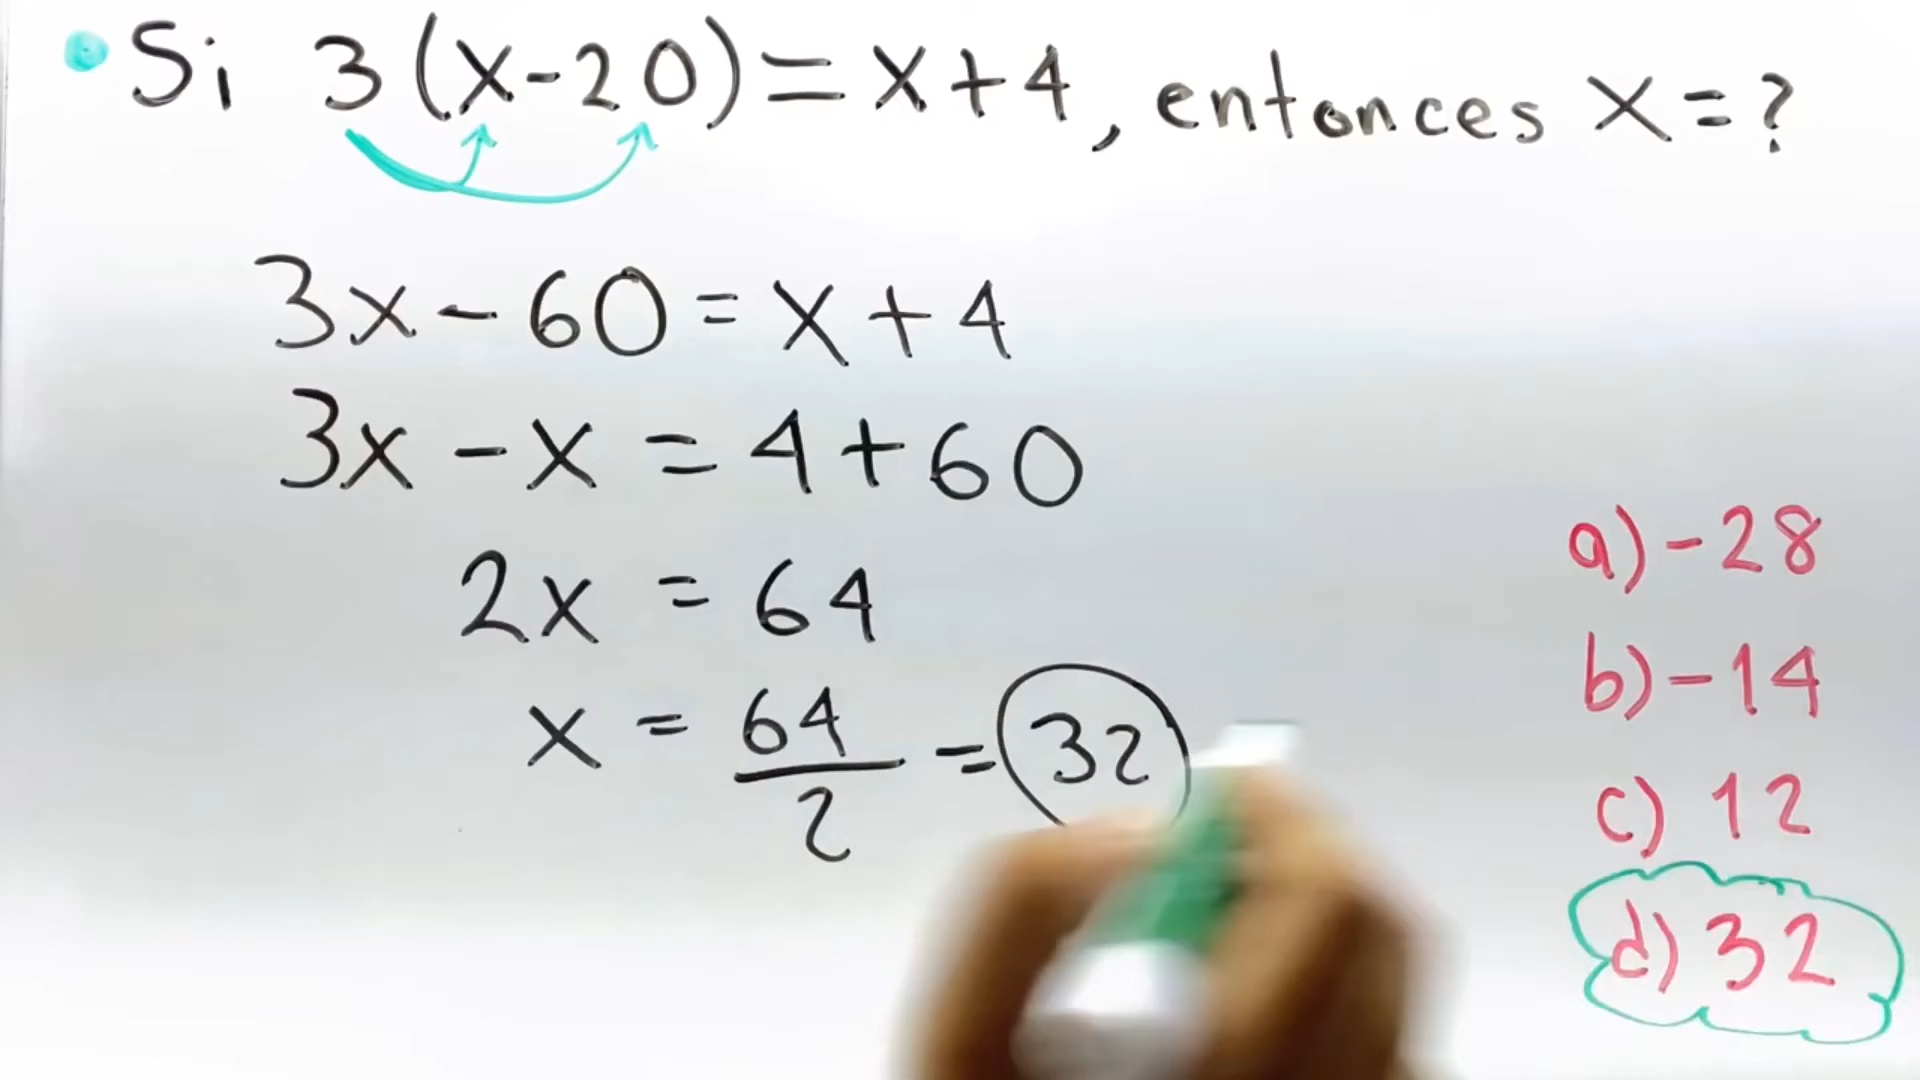 • Si 3(x-20)=x+4, entonces x=?
3x-60=x+4
3x-x=4+60
2x=64
x=64/2=32
a)-28
b)-14
c) 12
d) 32